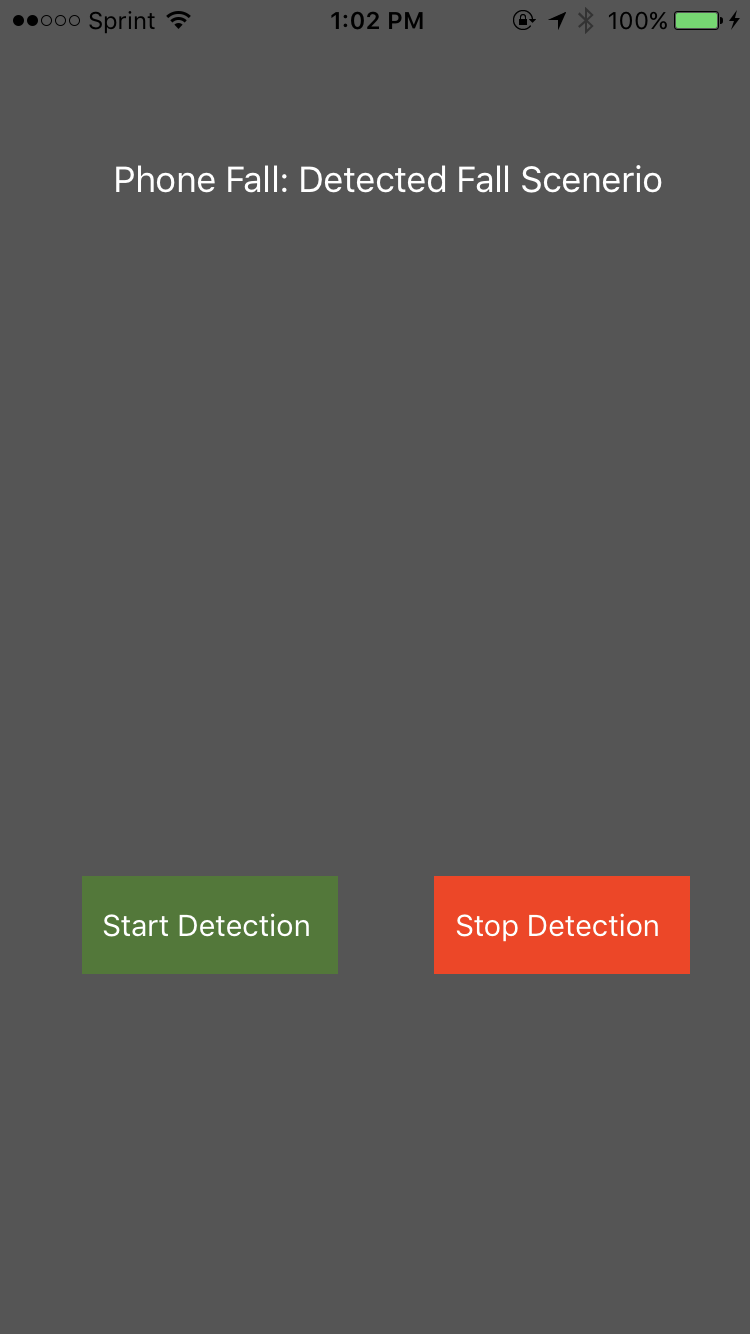 Sprint 1:02 PM 100%
Phone Fall: Detected Fall Scenerio
Start Detection Stop Detection